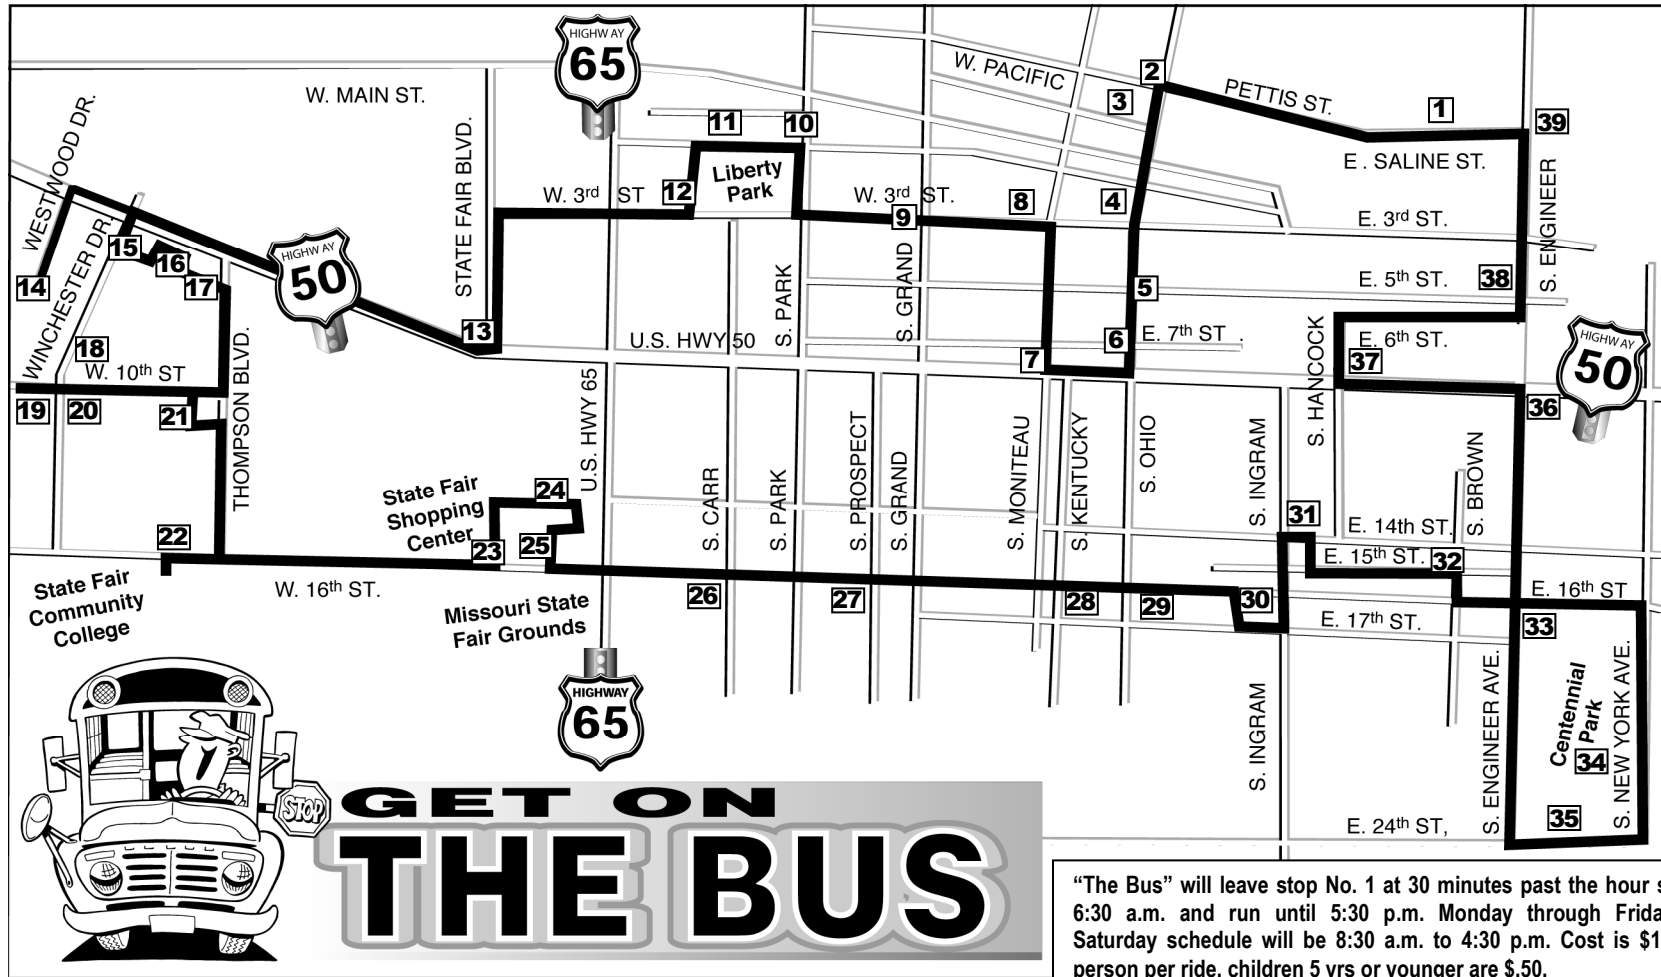 HIGHWAY
65
W. PACIFIC
2
3
PETTIS ST.
1
39
W. MAIN ST.
WESTWOOD DR.
STATE FAIR BLVD.
11
10
E . SALINE ST.
Liberty
Park
12
W. 3rd ST
W. 3rd ST.
9
8
4
E. 3rd ST.
S. ENGINEER
WINCHESTER DR.
15
16
17
14
HIGHWAY
50
S. PARK
S. GRAND
5
E. 5th ST.
38
13
U.S. HWY 50
7
6
E. 7th ST .
S. HANCOCK
E. 6th ST.
37
HIGHWAY
50
18
W. 10th ST
19
20
21
THOMPSON BLVD.
U.S. HWY 65
36
State Fair
Shopping
Center
24
23
25
S. CARR
S. PARK
S. PROSPECT
S. GRAND
S. MONITEAU
S. KENTUCKY
S. OHIO
S. INGRAM
S. BROWN
31
E. 14th ST.
E. 15th ST.
32
22
State Fair
Community
College
W. 16th ST.
Missouri State
Fair Grounds
26
27
28
29
30
E. 16th ST
E. 17th ST.
33
HIGHWAY
65
S. INGRAM
S. ENGINEER AVE.
Centennial
Park
34
S. NEW YORK AVE.
35
E. 24th ST,
STOP
GET ON
THE BUS
“The Bus” will leave stop No. 1 at 30 minutes past the hour s
6:30 a.m. and run until 5:30 p.m. Monday through Frida
Saturday schedule will be 8:30 a.m. to 4:30 p.m. Cost is $1
person per ride, children 5 yrs or younger are $.50.